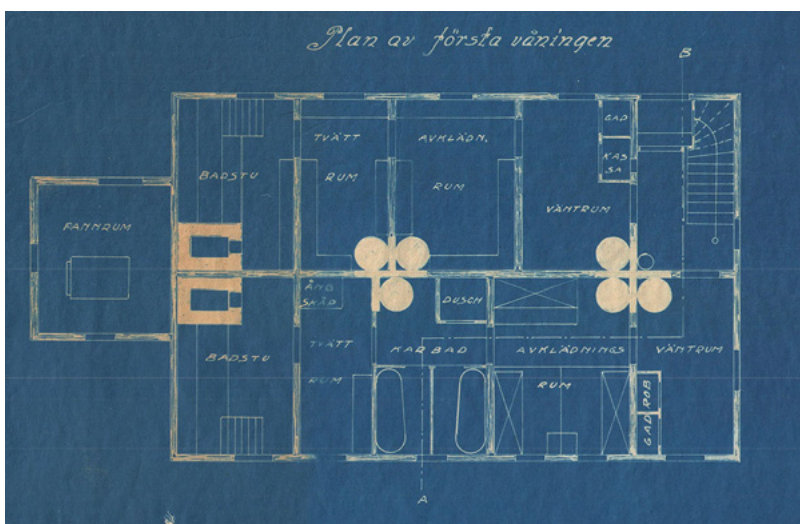 Plan av första våningen
B
GAD
TVÄTT
AVKLÄDN.
KAS
SA
BADSTU
RUM
RUM
VÄNTRUM
FANNRUM
ÅNG
SKÅP
DUSCH
TVÄTT
KARBAD
AVKLÄDNINGS
VÄNTRUM
BADSTU
RUM
RUM
ROB
GAD
A